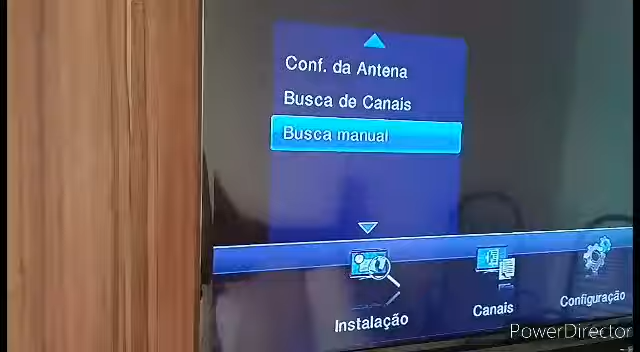 Conf. da Antena
Busca de Canais
Busca manual
Instalação
Canais
Configuração
PowerDirector